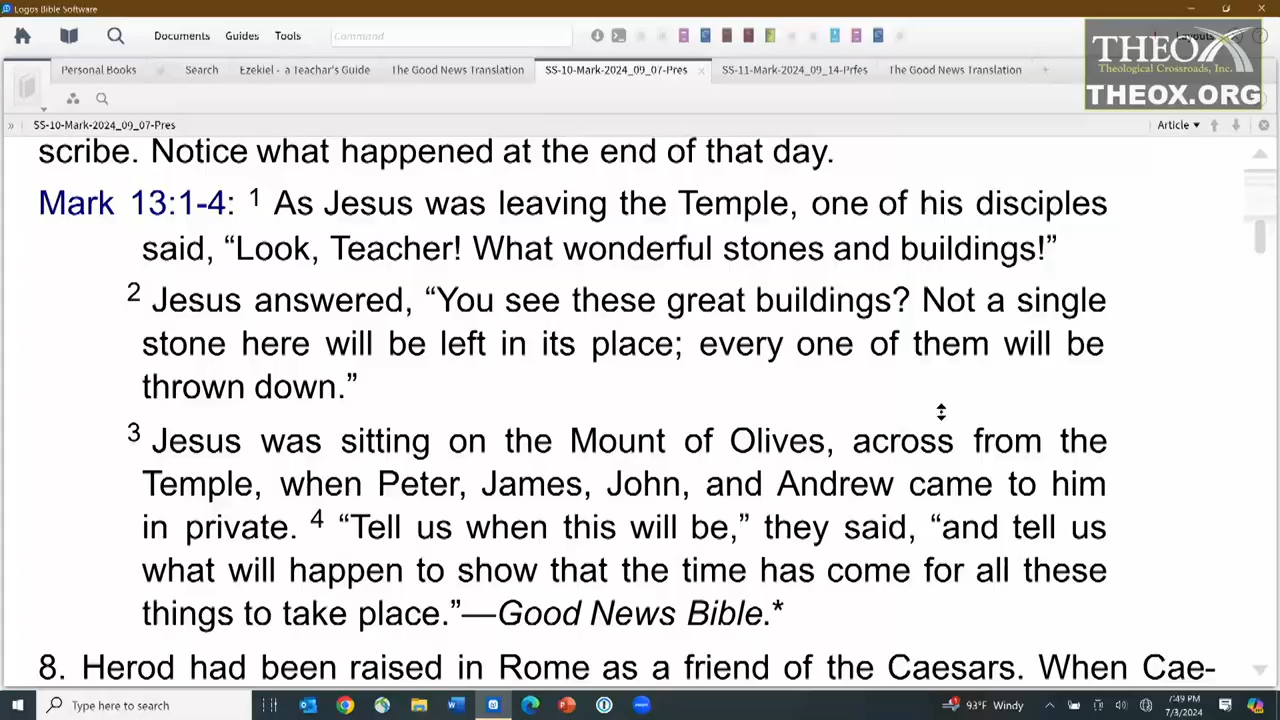 Logos Bible Software
Documents Guides Tools Command
THEOX
Theological Crossroads, Inc.
THEOX.ORG
Personal Books Search Ezekiel - a Teacher's Guide SS-10-Mark-2024_09_07-Pres SS-11-Mark-2024_09_14-Prfes The Good News Translation
SS-10-Mark-2024_09_07-Pres Article
scribe. Notice what happened at the end of that day.
Mark 13:1-4: 1 As Jesus was leaving the Temple, one of his disciples
said, “Look, Teacher! What wonderful stones and buildings!”
2 Jesus answered, “You see these great buildings? Not a single
stone here will be left in its place; every one of them will be
thrown down.”
3 Jesus was sitting on the Mount of Olives, across from the
Temple, when Peter, James, John, and Andrew came to him
in private. 4 “Tell us when this will be,” they said, “and tell us
what will happen to show that the time has come for all these
things to take place.”—Good News Bible.*
8. Herod had been raised in Rome as a friend of the Caesars. When Cae-
Type here to search 93°F Windy 7:49 PM
7/3/2024